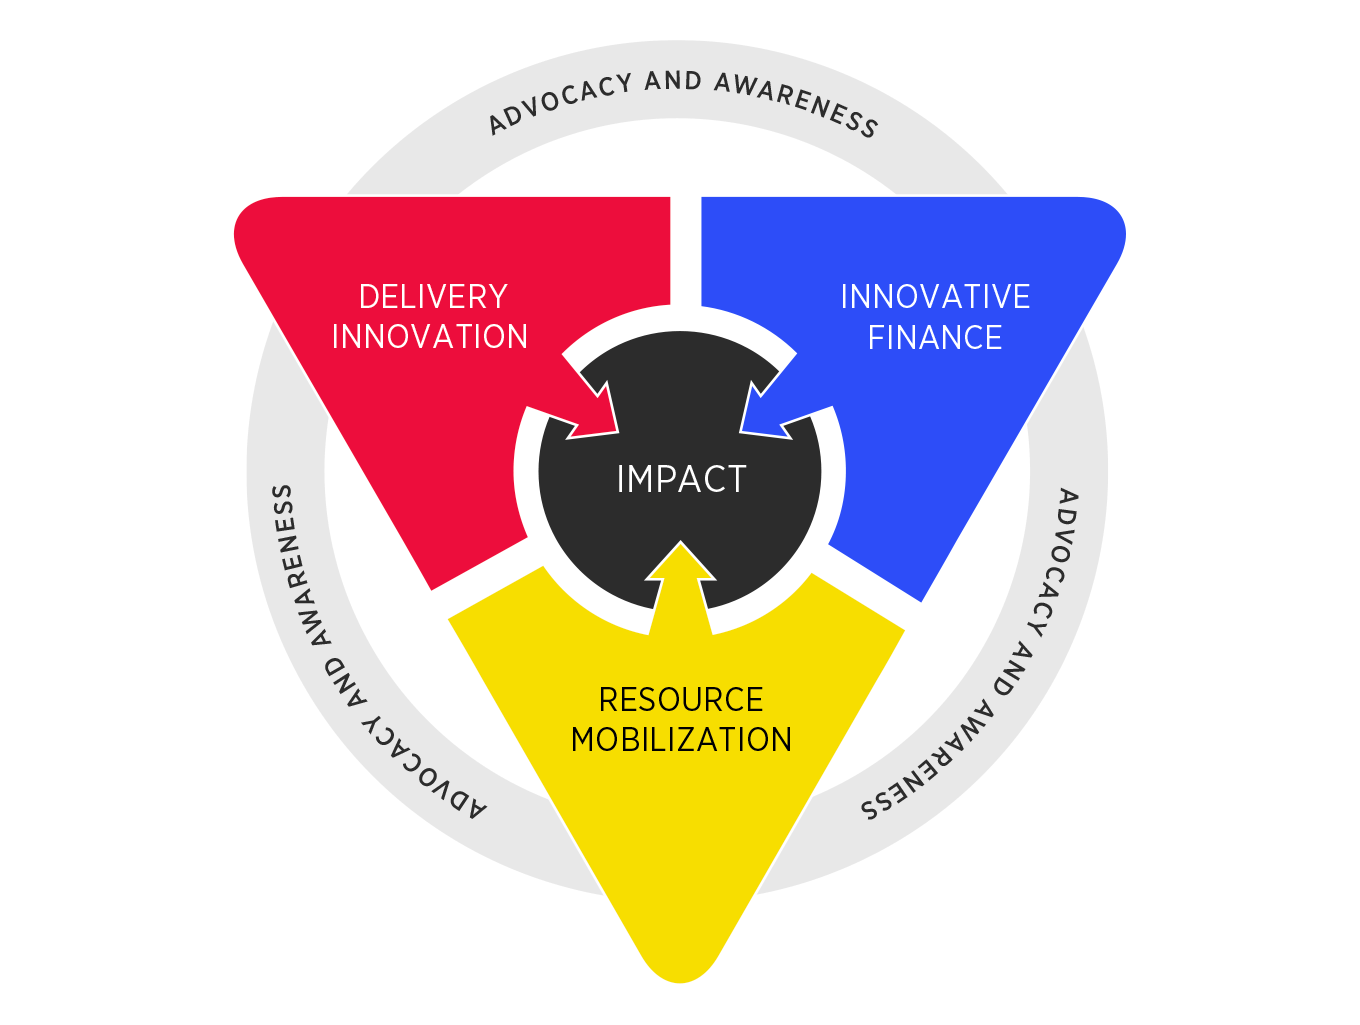 ADVOCACY AND AWARENESS
DELIVERY
INNOVATION
INNOVATIVE
FINANCE
IMPACT
RESOURCE
MOBILIZATION
ADVOCACY AND AWARENESS
ADVOCACY AND AWARENESS